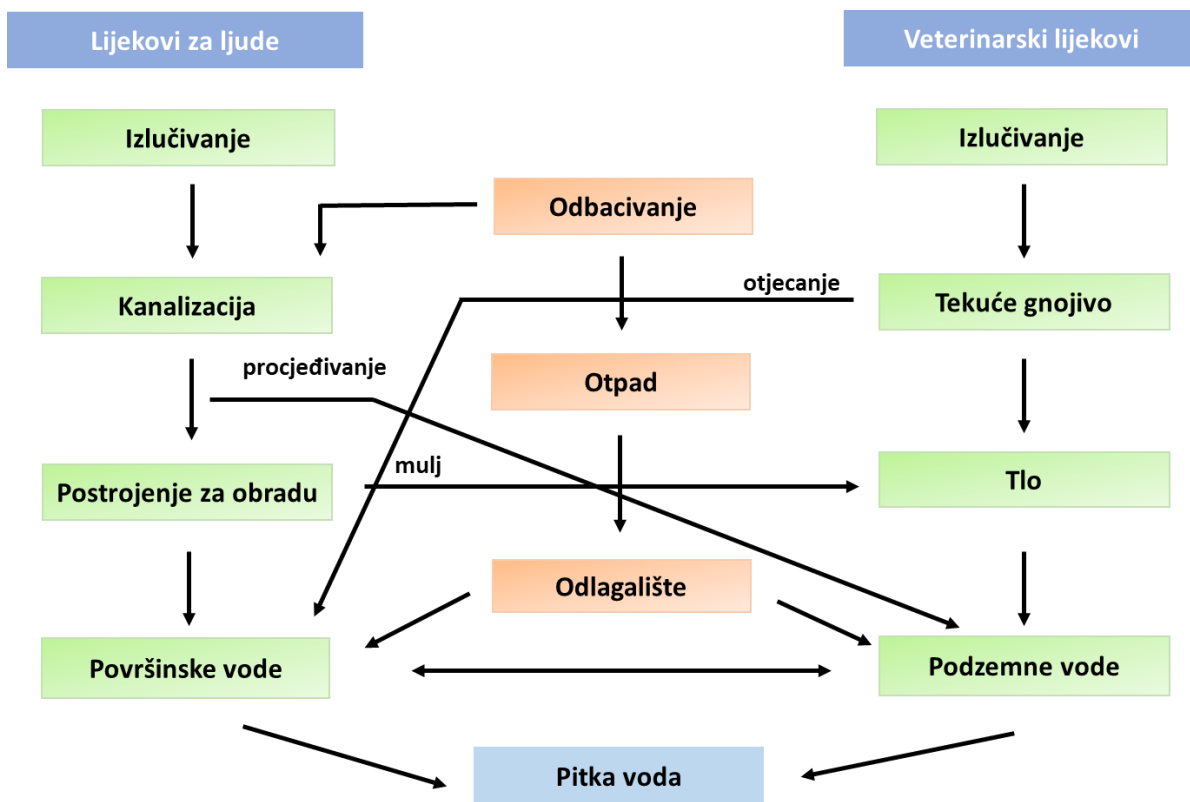 Lijekovi za ljude
Veterinarski lijekovi
Izlučivanje
Izlučivanje
Odbacivanje
Kanalizacija
otjecanje
Tekuće gnojivo
procjeđivanje
Otpad
mulj
Postrojenje za obradu
Tlo
Odlagalište
Površinske vode
Podzemne vode
Pitka voda